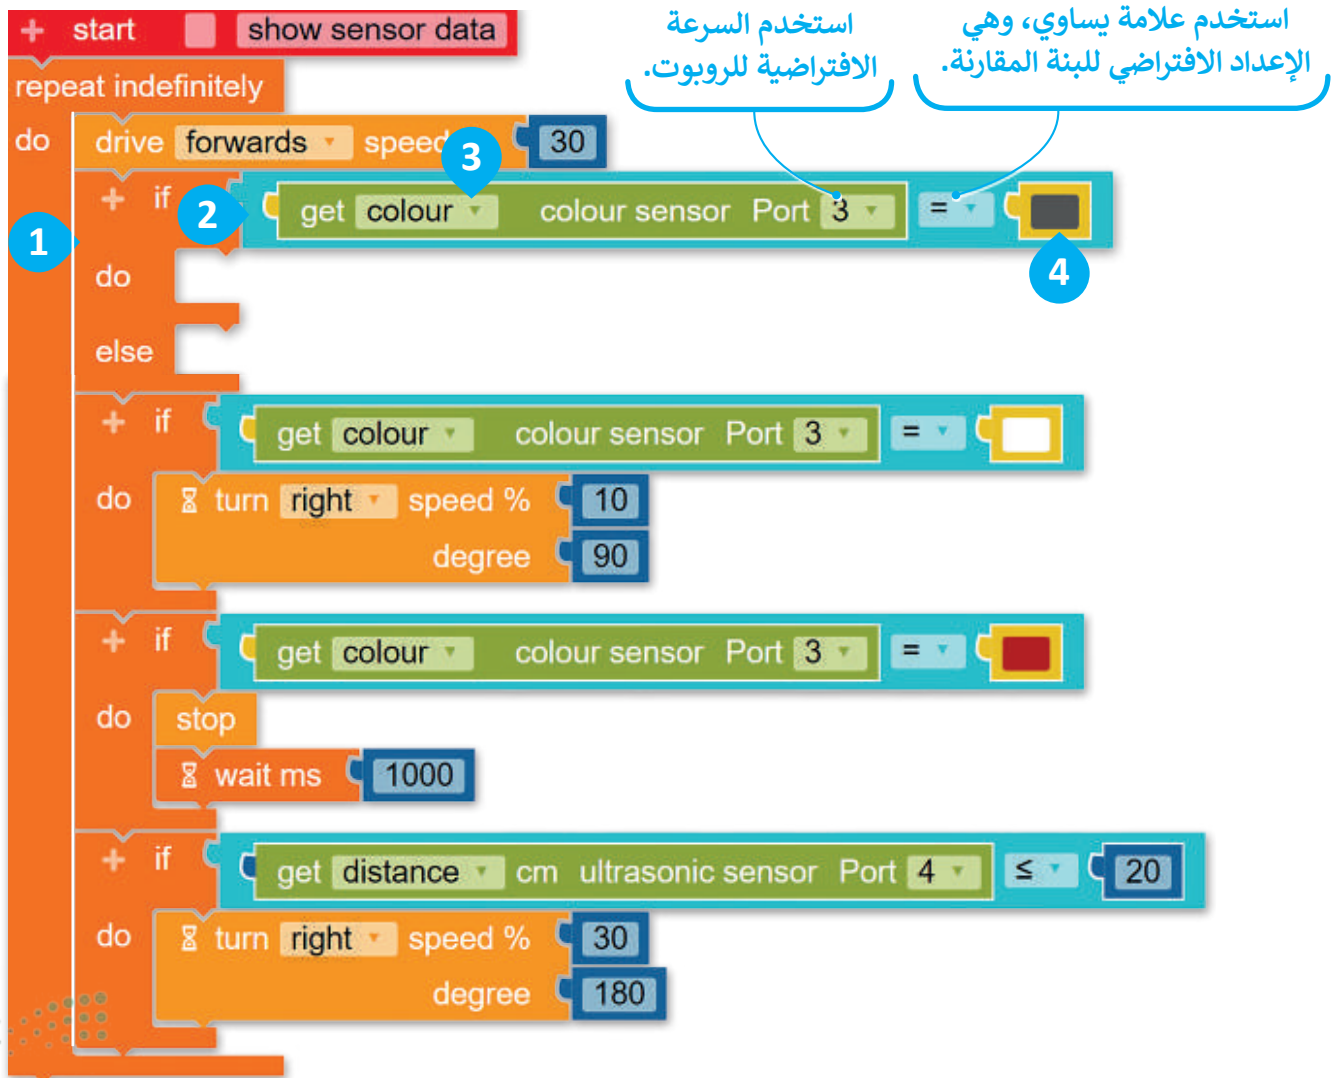 استخدم علامة يساوي، وهي
الإعداد الافتراضي للبنة المقارنة.
استخدم السرعة
الافتراضية للروبوت.
+ start show sensor data
repeat indefinitely
do drive forwards speed 30
3
+ if get colour colour sensor Port 3 =
2
1
4
do
else
+ if get colour colour sensor Port 3 =
do turn right speed % 10
degree 90
+ if get colour colour sensor Port 3 =
do stop
wait ms 1000
+ if get distance cm ultrasonic sensor Port 4 ≤ 20
do turn right speed % 30
degree 180